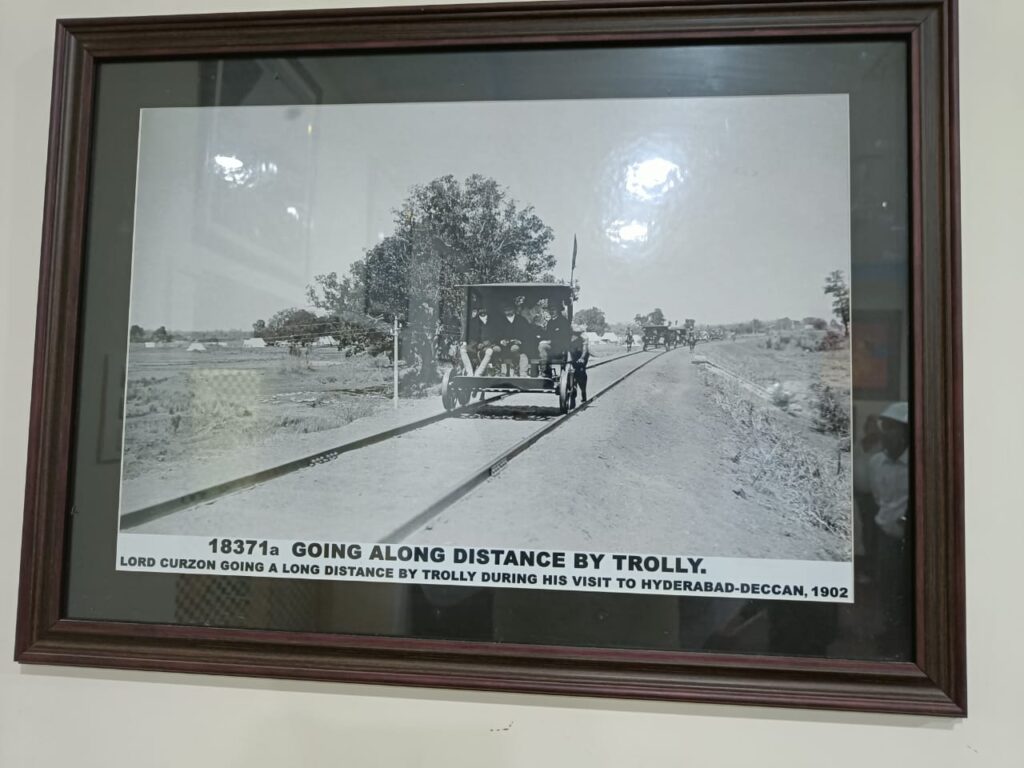 18371a GOING ALONG DISTANCE BY TROLLY.
LORD CURZON GOING A LONG DISTANCE BY TROLLY DURING HIS VISIT TO HYDERABAD-DECCAN, 1902